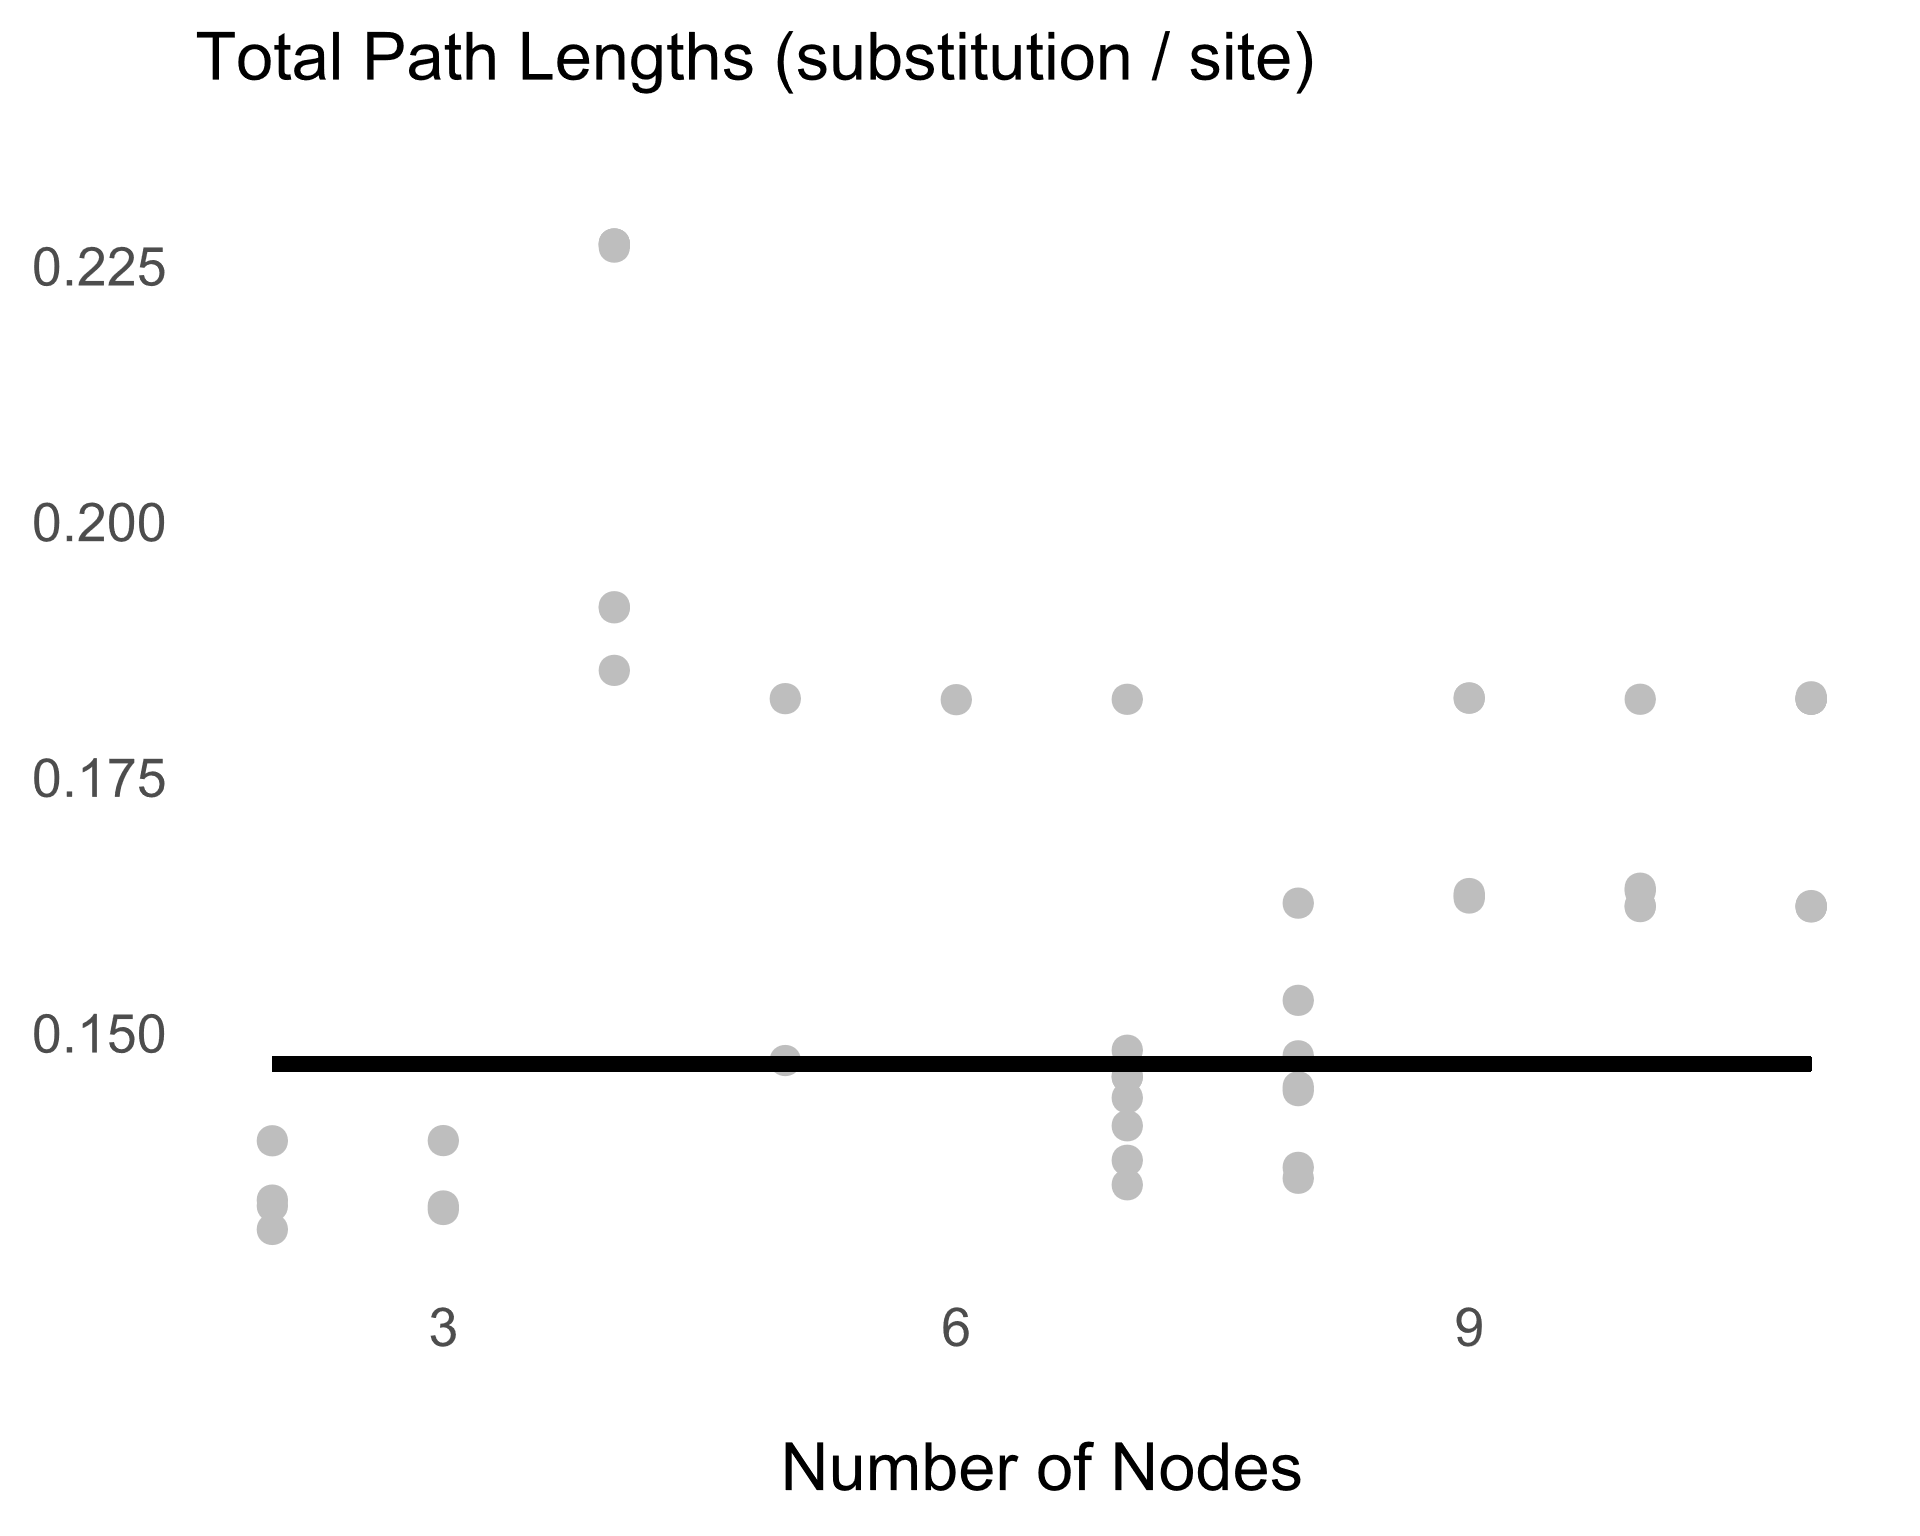 Total Path Lengths (substitution / site)
0.225
0.200
0.175
0.150
3 6 9
Number of Nodes